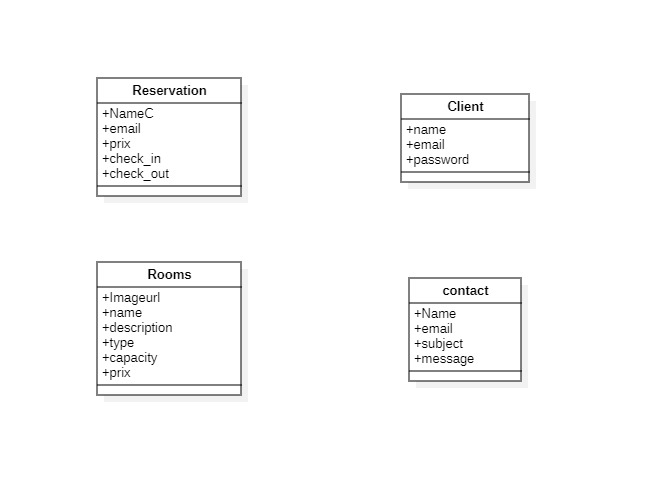 Reservation
+NameC
+email
+prix
+check_in
+check_out
Client
+name
+email
+password
Rooms
+Imageurl
+name
+description
+type
+capacity
+prix
contact
+Name
+email
+subject
+message